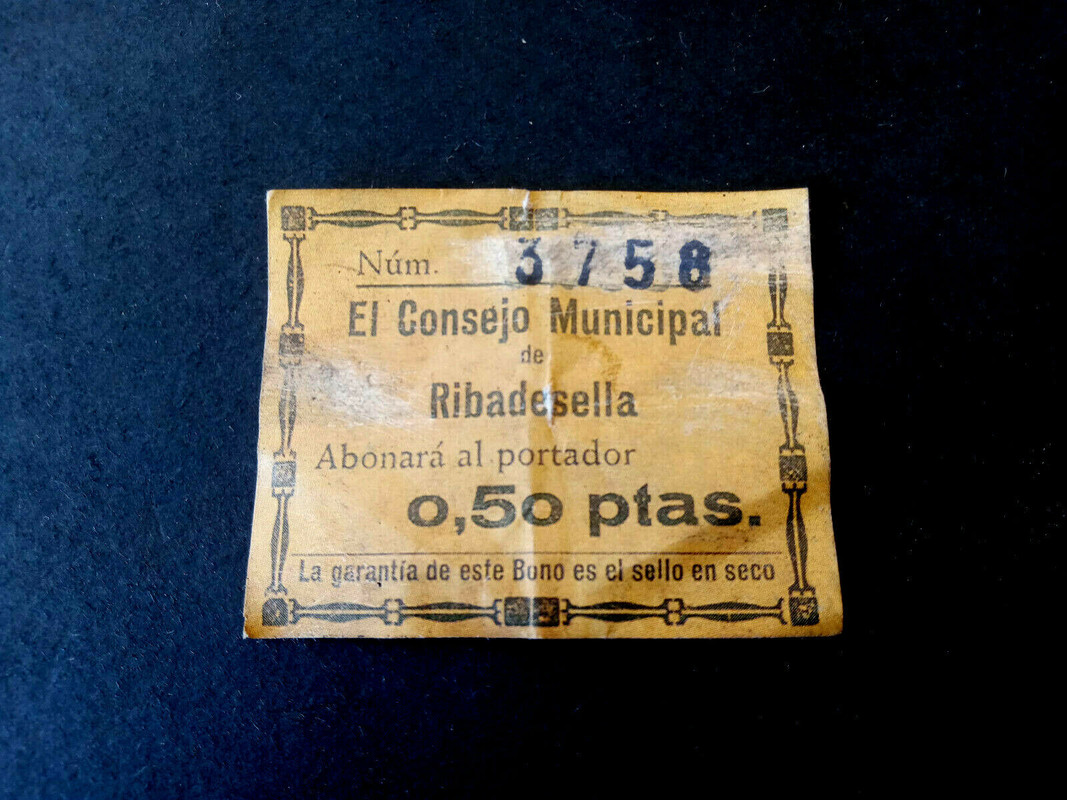 Núm. 3758
El Consejo Municipal
de
Ribadesella
Abonará al portador
0,50 ptas.
La garantía de este Bono es el sello en seco